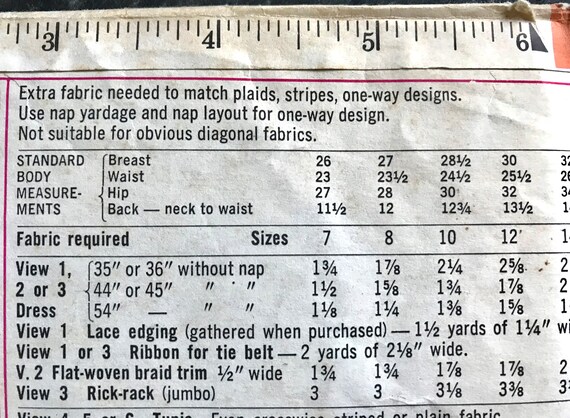 3 4 5 6
Extra fabric needed to match plaids, stripes, one-way designs.
Use nap yardage and nap layout for one-way design.
Not suitable for obvious diagonal fabrics.
STANDARD Breast 26 27 28½ 30 32
BODY Waist 23 23½ 24½ 25½
MEASURE- Hip 27 28 30 32
MENTS Back — neck to waist 11½ 12 12¾ 13½
Fabric required Sizes 7 8 10 12
View 1, 35" or 36" without nap 1¾ 1⅞ 2¼ 2⅝ 2
2 or 3 44" or 45" " " 1½ 1⅝ 1¾ 1⅞ 2
Dress 54" — " " 1⅛ 1¼ 1⅜ 1⅝
View 1 Lace edging (gathered when purchased) — 1½ yards of 1¼"
View 1 or 3 Ribbon for tie belt — 2 yards of 2⅛" wide.
V. 2 Flat-woven braid trim ½" wide 1¾ 1¾ 1⅞ 1⅞ 2
View 3 Rick-rack (jumbo) 3 3 3⅛ 3⅜